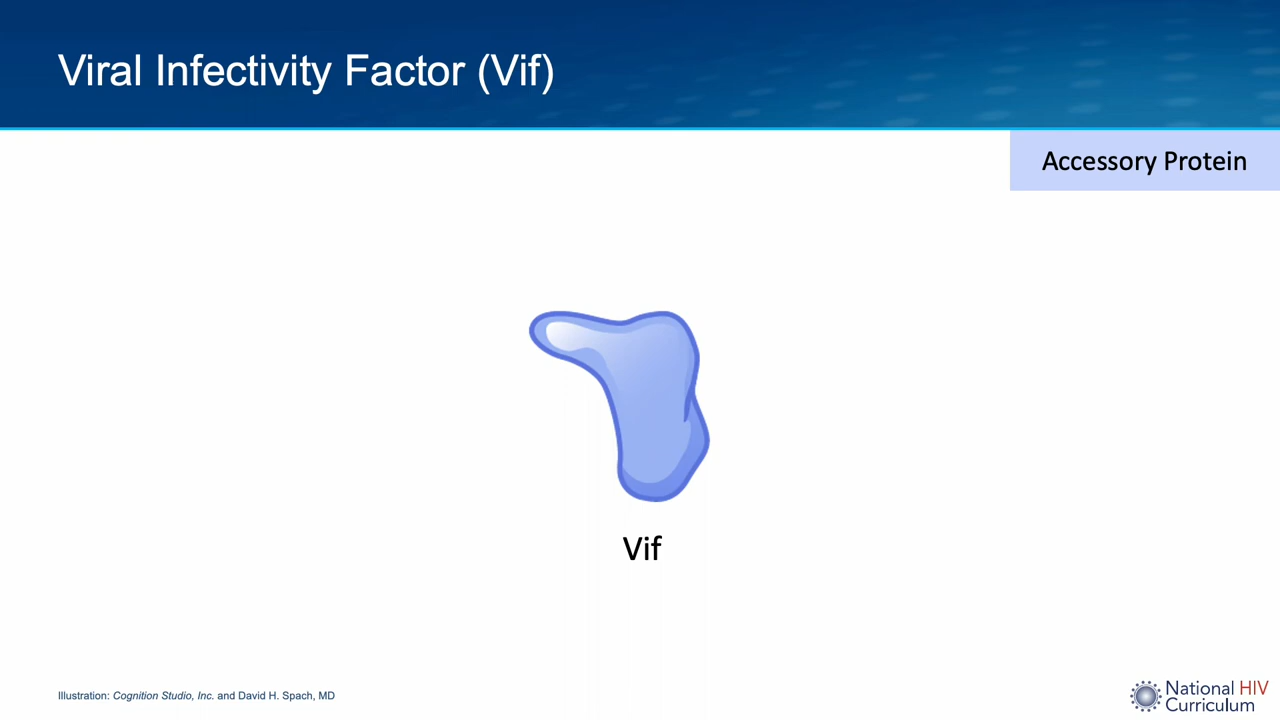 Viral Infectivity Factor (Vif)
Accessory Protein
Vif
Illustration: Cognition Studio, Inc. and David H. Spach, MD
National HIV
Curriculum